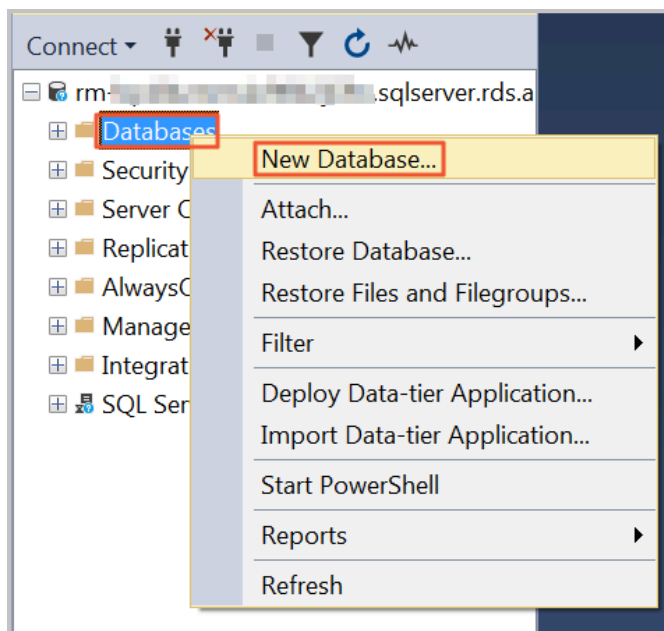 Connect
rm- .sqlserver.rds.a
Databases
New Database...
Security
Attach...
Server C
Restore Database...
Replicat
Restore Files and Filegroups...
AlwaysC
Manage
Filter
Integrat
Deploy Data-tier Application...
SQL Ser
Import Data-tier Application...
Start PowerShell
Reports
Refresh